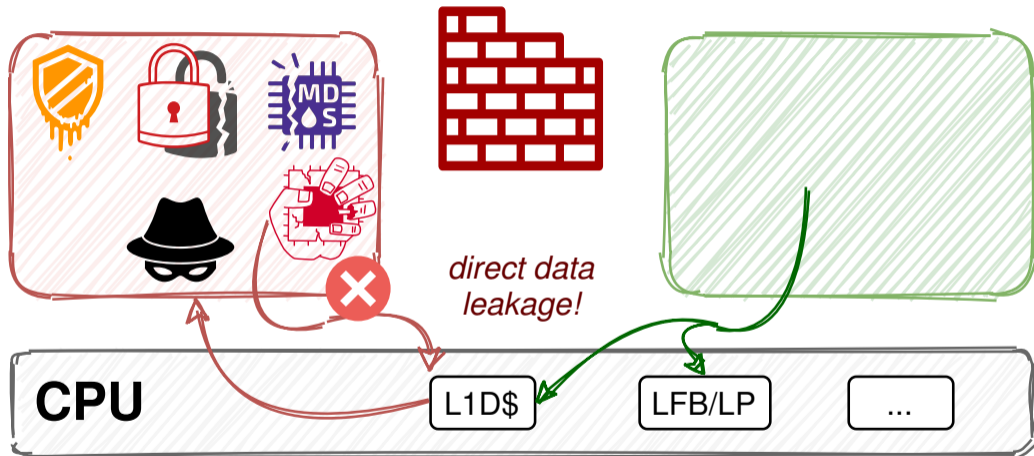 MD
S
direct data
leakage!
CPU
L1D$
LFB/LP
...